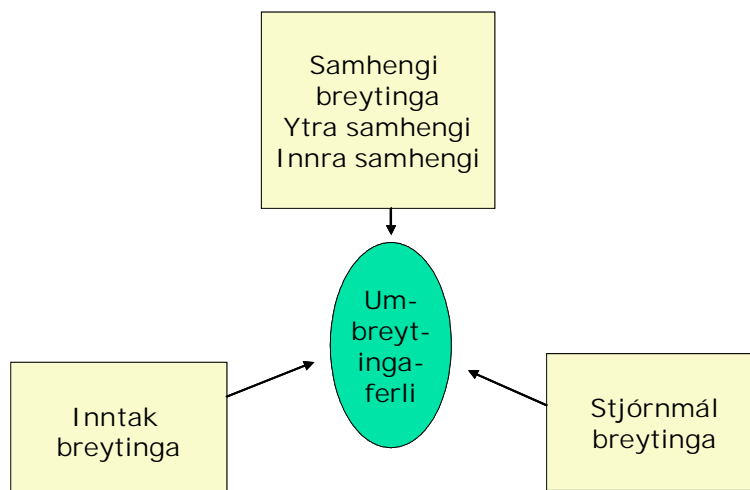 Samhengi
breytinga
Ytra samhengi
Innra samhengi
Um-
breyt-
inga-
ferli
Inntak
breytinga
Stjórnmál
breytinga